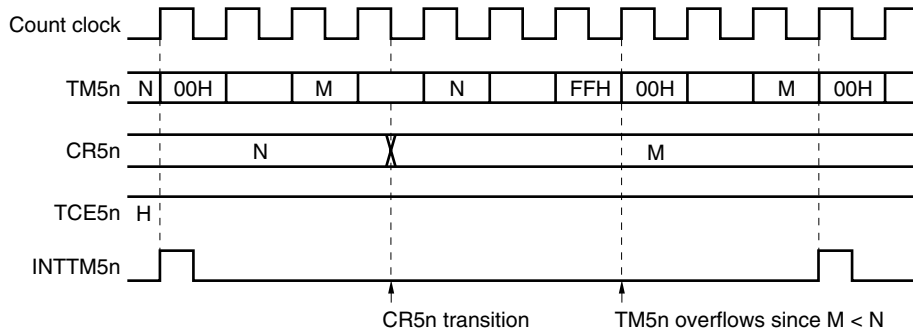 Count clock
TM5n N 00H M N FFH 00H M 00H
CR5n N M
TCE5n H
INTTM5n
CR5n transition TM5n overflows since M < N